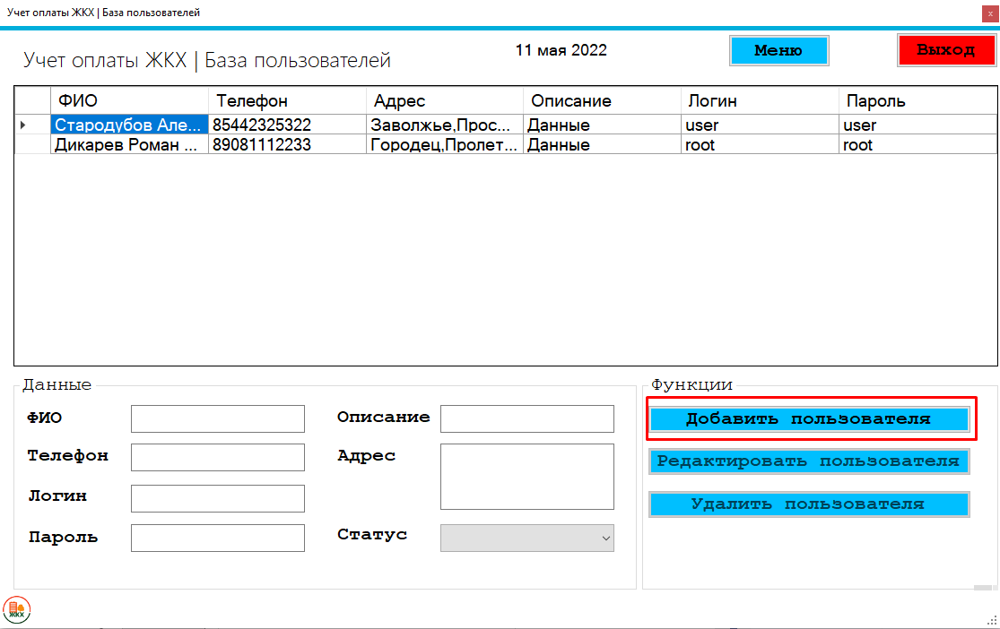 Учет оплаты ЖКХ | База пользователей
x
Учет оплаты ЖКХ | База пользователей
11 мая 2022
Меню
Выход
ФИО Телефон Адрес Описание Логин Пароль
Стародубов Але... 85442325322 Заволжье,Прос... Данные user user
Дикарев Роман ... 89081112233 Городец,Пролет... Данные root root
Данные
ФИО
Телефон
Логин
Пароль
Описание
Адрес
Статус
Функции
Добавить пользователя
Редактировать пользователя
Удалить пользователя
ЖКХ